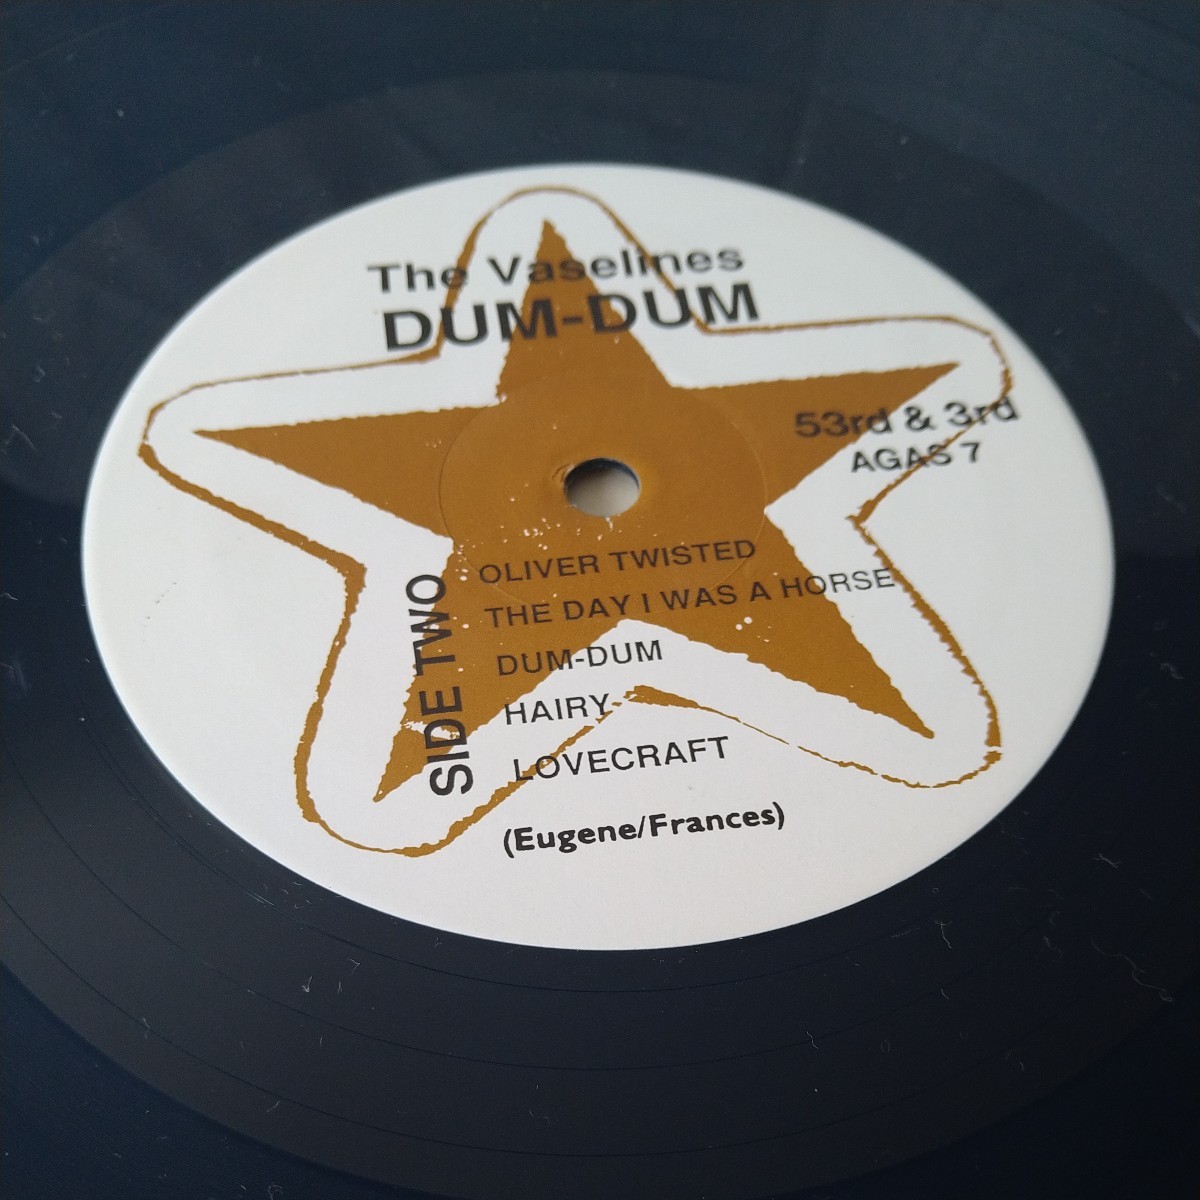 The Vaselines
DUM-DUM
53rd & 3rd
AGAS 7
SIDE TWO
OLIVER TWISTED
THE DAY I WAS A HORSE
DUM-DUM
HAIRY
LOVECRAFT
(Eugene/Frances)